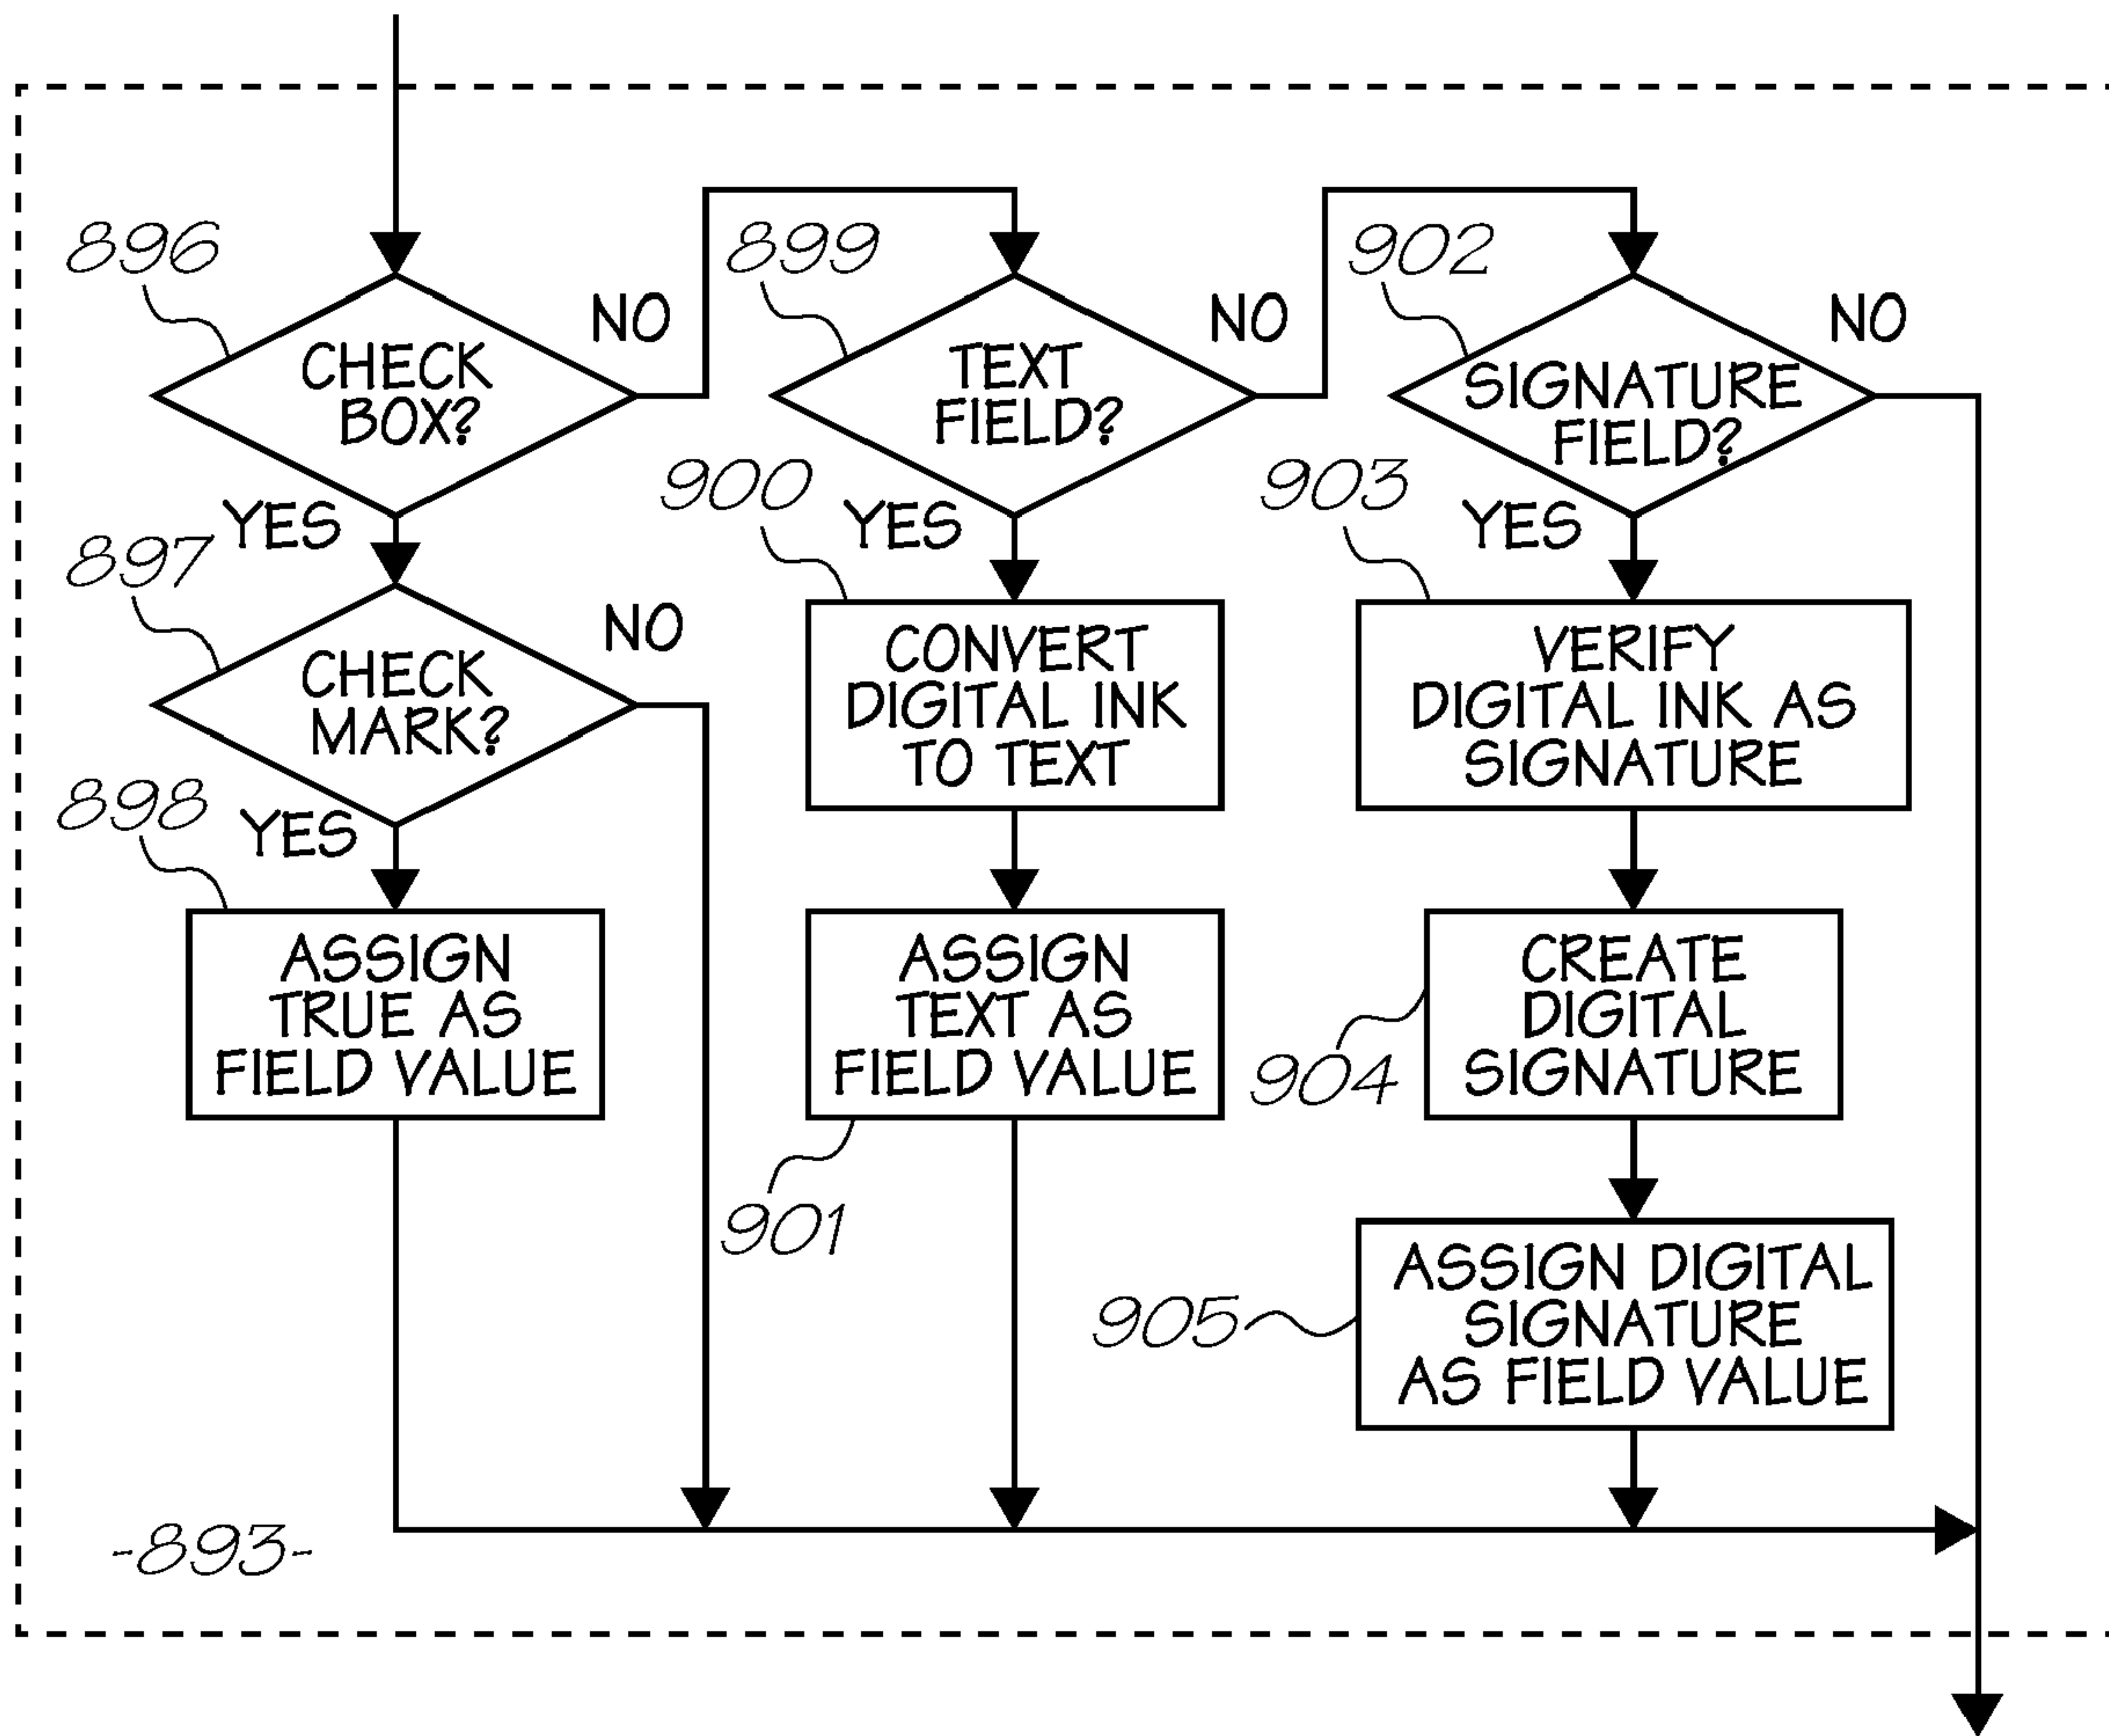 896
CHECK
BOX?
NO
YES
899
TEXT
FIELD?
NO
YES
902
SIGNATURE
FIELD?
NO
YES
897
CHECK
MARK?
NO
YES
900
CONVERT
DIGITAL INK
TO TEXT
903
VERIFY
DIGITAL INK AS
SIGNATURE
898
ASSIGN
TRUE AS
FIELD VALUE
901
ASSIGN
TEXT AS
FIELD VALUE
904
CREATE
DIGITAL
SIGNATURE
905
ASSIGN DIGITAL
SIGNATURE
AS FIELD VALUE
-893-